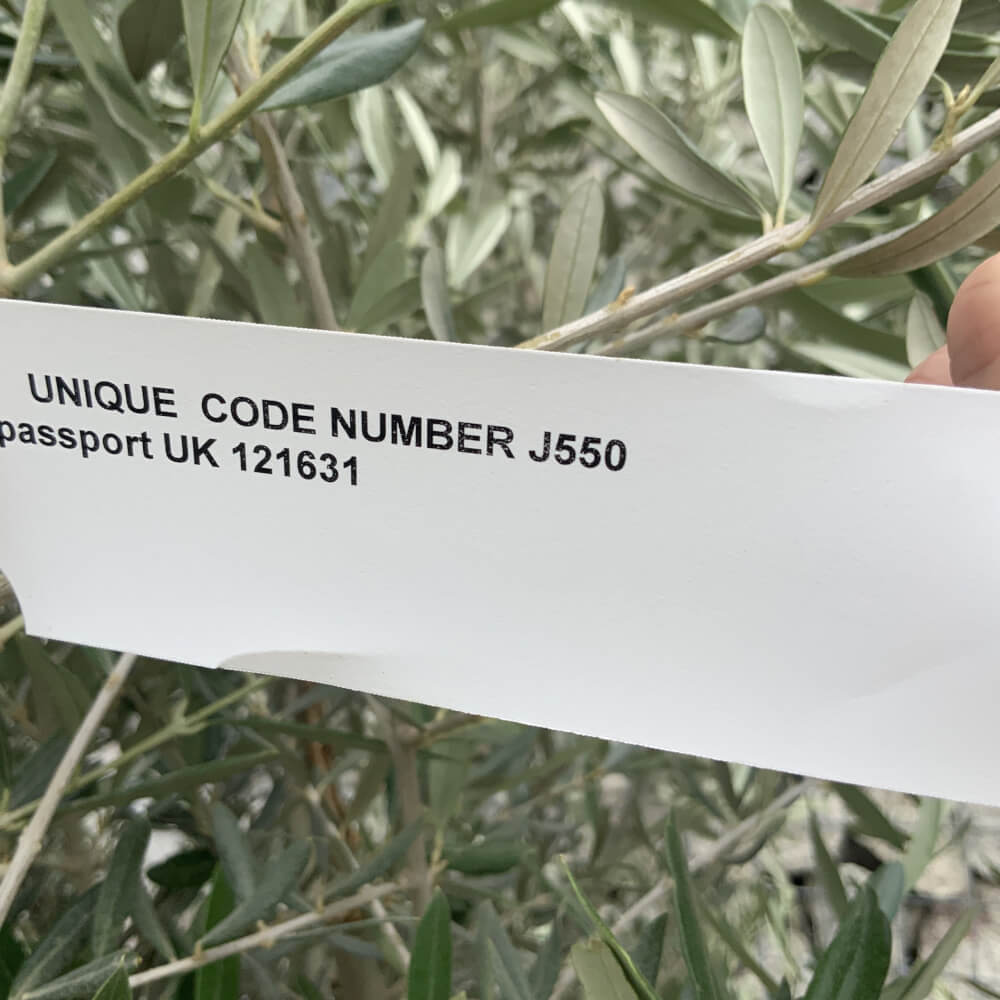 UNIQUE CODE NUMBER J550
passport UK 121631